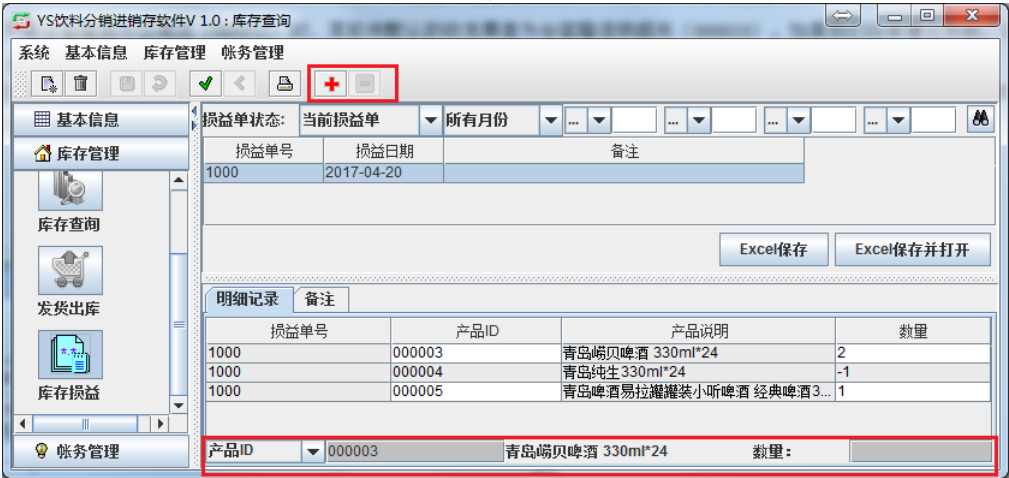 YS饮料分销进销存软件V 1.0 : 库存查询
系统 基本信息 库存管理 帐务管理
基本信息
库存管理
库存查询
发货出库
库存损益
帐务管理
损益单状态: 当前损益单 所有月份 ... ... ... ...
损益单号 损益日期 备注
1000 2017-04-20
Excel保存 Excel保存并打开
明细记录 备注
损益单号 产品ID 产品说明 数量
1000 000003 青岛崂贝啤酒 330ml*24 2
1000 000004 青岛纯生330ml*24 -1
1000 000005 青岛啤酒易拉罐罐装小听啤酒 经典啤酒3... 1
产品ID 000003 青岛崂贝啤酒 330ml*24 数量: